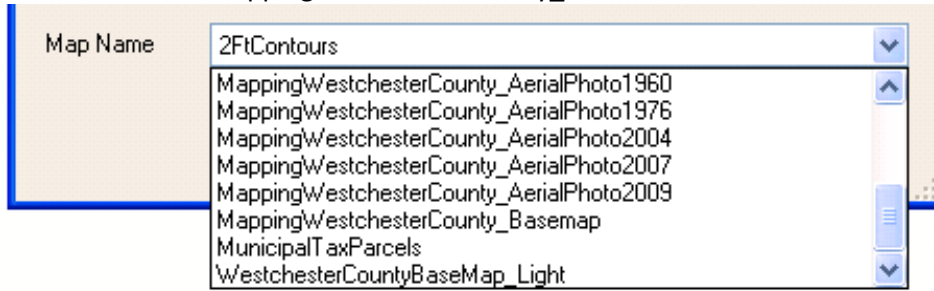 Map Name
2FtContours
MappingWestchesterCounty_AerialPhoto1960
MappingWestchesterCounty_AerialPhoto1976
MappingWestchesterCounty_AerialPhoto2004
MappingWestchesterCounty_AerialPhoto2007
MappingWestchesterCounty_AerialPhoto2009
MappingWestchesterCounty_Basemap
MunicipalTaxParcels
WestchesterCountyBaseMap_Light